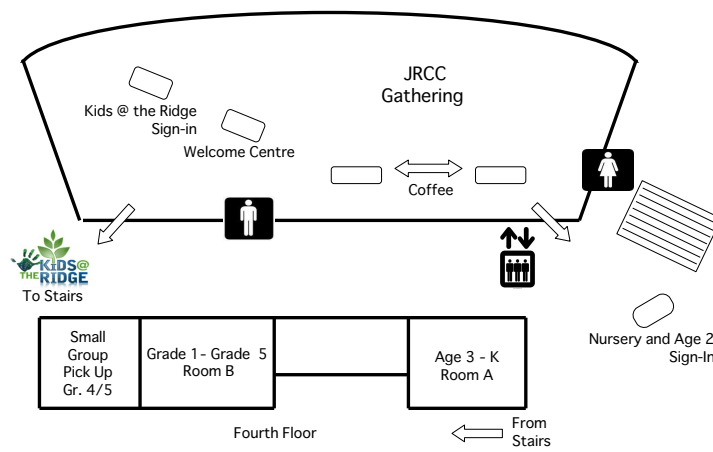 JRCC
Gathering
Kids @ the Ridge
Sign-in
Welcome Centre
Coffee
KiDS@
THE RIDGE
To Stairs
Nursery and Age 2
Sign-In
Small
Group
Pick Up
Gr. 4/5
Grade 1 - Grade 5
Room B
Age 3 - K
Room A
Fourth Floor
From
Stairs